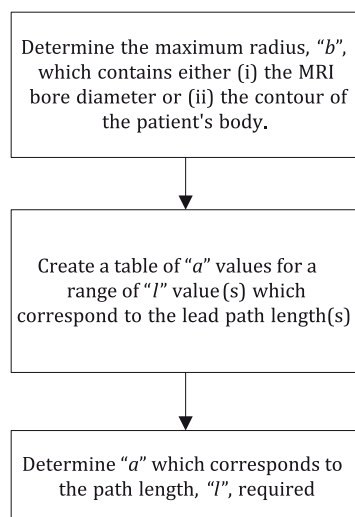 Determine the maximum radius, “b”,
which contains either (i) the MRI
bore diameter or (ii) the contour of
the patient's body.
Create a table of “a” values for a
range of “l” value(s) which
correspond to the lead path length(s)
Determine “a” which corresponds to
the path length, “l”, required